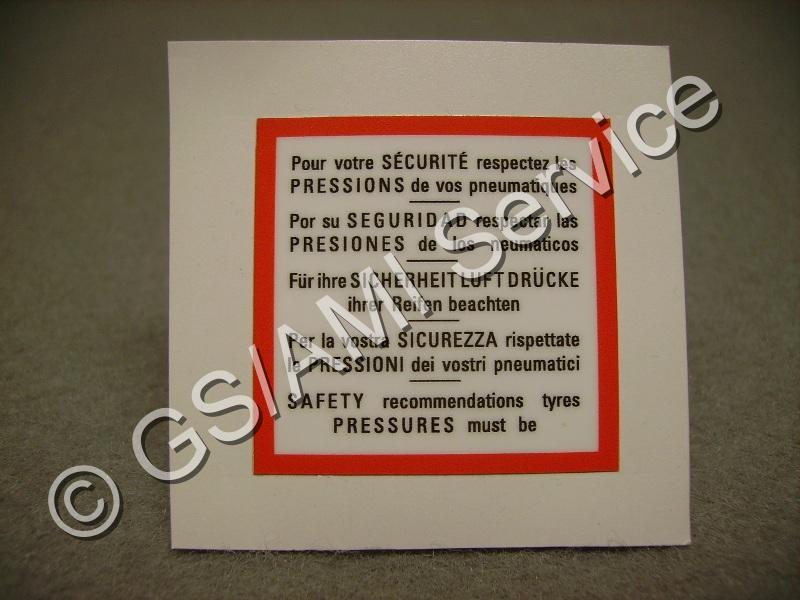 Pour votre SÉCURITÉ respectez les
PRESSIONS de vos pneumatiques
Por su SEGURIDAD respectar las
PRESIONES de los neumaticos
Für ihre SICHERHEIT LUFTDRÜCKE
ihrer Reifen beachten
Per la vostra SICUREZZA rispettate
le PRESSIONI dei vostri pneumatici
SAFETY recommendations tyres
PRESSURES must be
© GS/AMI Service